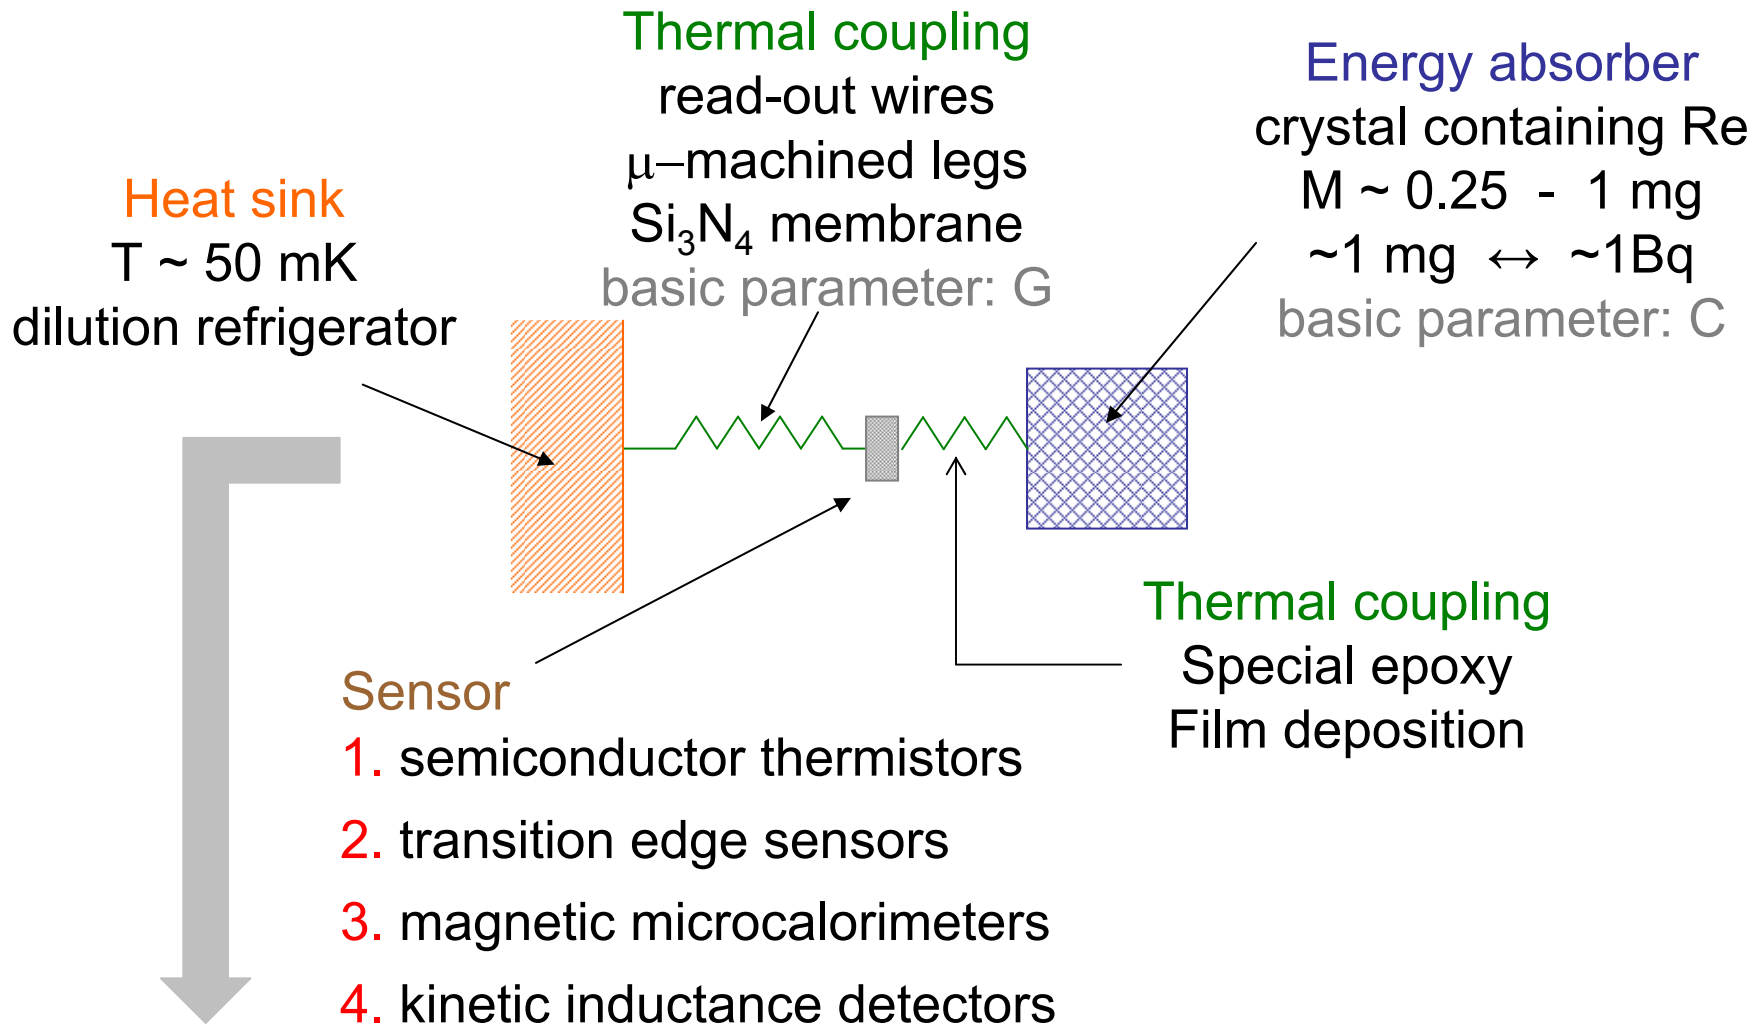 Thermal coupling
read-out wires
μ–machined legs
Si₃N₄ membrane
basic parameter: G
Energy absorber
crystal containing Re
M ~ 0.25 - 1 mg
~1 mg ↔ ~1Bq
basic parameter: C
Heat sink
T ~ 50 mK
dilution refrigerator
Thermal coupling
Special epoxy
Film deposition
Sensor
1. semiconductor thermistors
2. transition edge sensors
3. magnetic microcalorimeters
4. kinetic inductance detectors